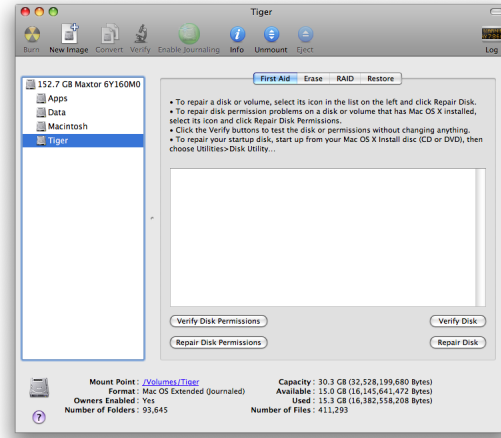 Tiger
Burn New Image Convert Verify Enable Journaling Info Unmount Eject Log
152.7 GB Maxtor 6Y160M0
Apps
Data
Macintosh
Tiger
First Aid Erase RAID Restore
• To repair a disk or volume, select its icon in the list on the left and click Repair Disk.
• To repair disk permission problems on a disk or volume that has Mac OS X installed,
select its icon and click Repair Disk Permissions.
• Click the Verify buttons to test the disk or permissions without changing anything.
• To repair your startup disk, start up from your Mac OS X Install disc (CD or DVD), then
choose Utilities>Disk Utility...
Verify Disk Permissions Verify Disk
Repair Disk Permissions Repair Disk
Mount Point : /Volumes/Tiger Capacity : 30.3 GB (32,528,199,680 Bytes)
Format : Mac OS Extended (Journaled) Available : 15.0 GB (16,145,641,472 Bytes)
Owners Enabled : Yes Used : 15.3 GB (16,382,558,208 Bytes)
Number of Folders : 93,645 Number of Files : 411,293
?